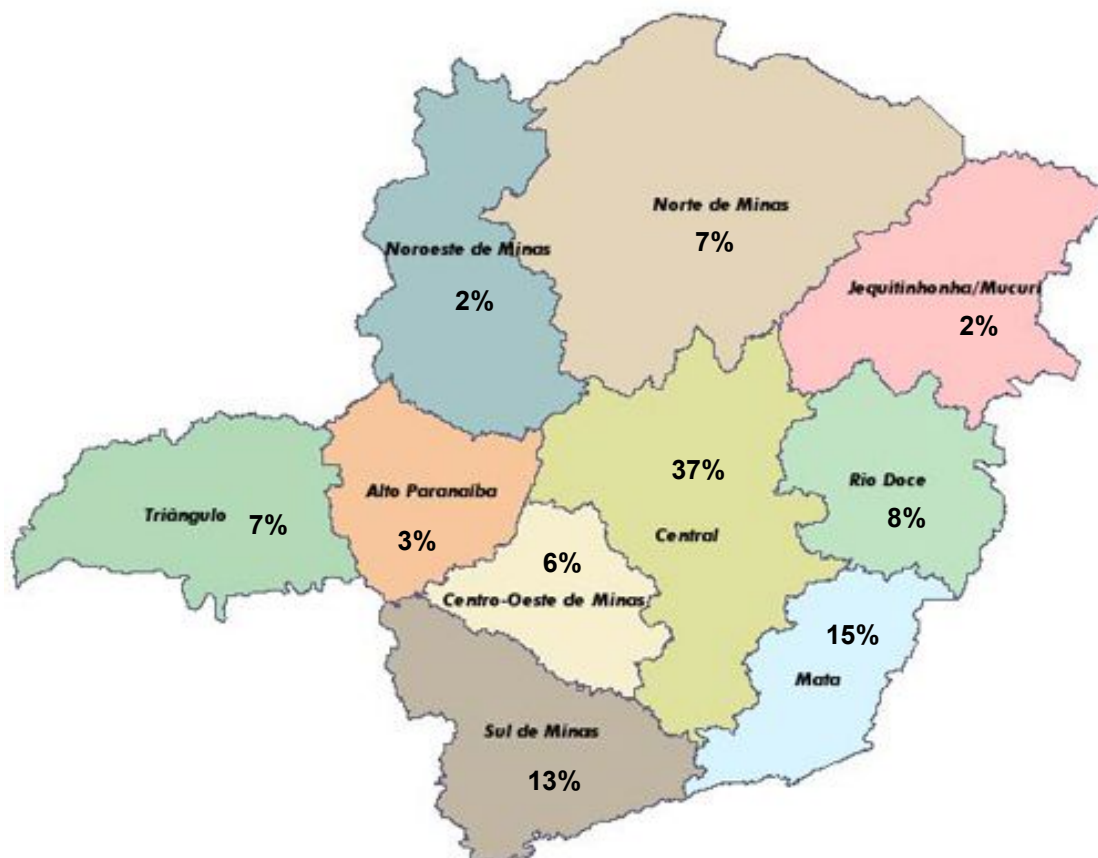 Norte de Minas
7%
Noroeste de Minas
2%
Jequitinhonha/Mucuri
2%
37%
Central
Rio Doce
8%
Alto Paranaíba
3%
Triângulo 7%
6%
Centro-Oeste de Minas
15%
Mata
Sul de Minas
13%